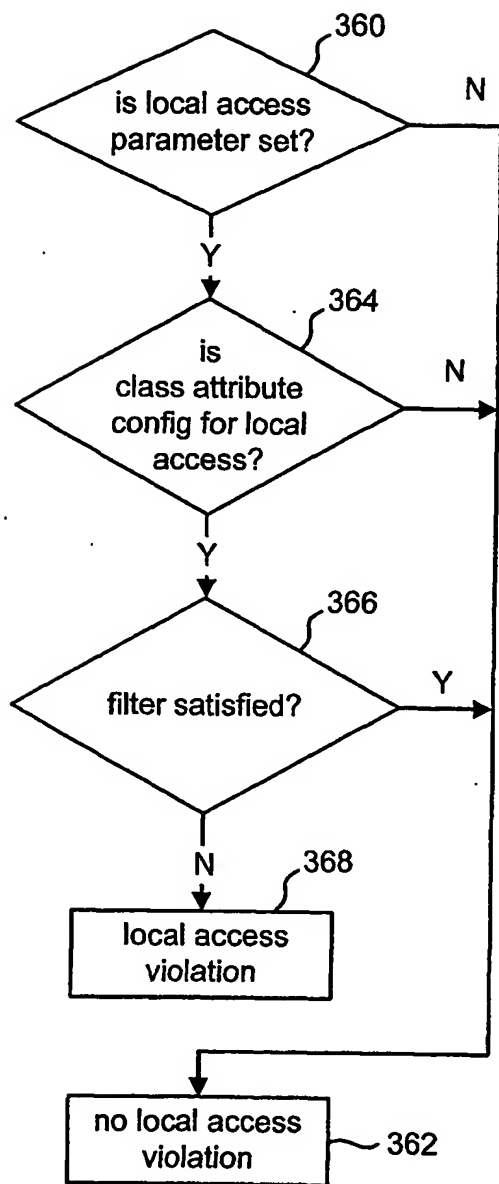 360
is local access
parameter set?
N
Y
364
is
class attribute
config for local
access?
N
Y
366
filter satisfied?
Y
N
368
local access
violation
no local access
violation
362